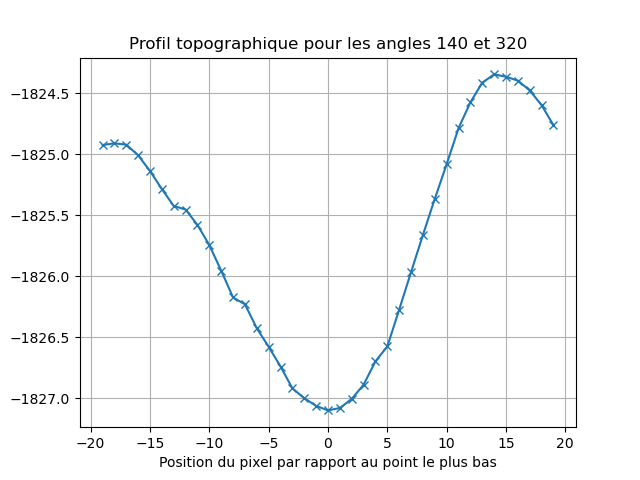 Profil topographique pour les angles 140 et 320
−1824.5
−1825.0
−1825.5
−1826.0
−1826.5
−1827.0
−20 −15 −10 −5 0 5 10 15 20
Position du pixel par rapport au point le plus bas